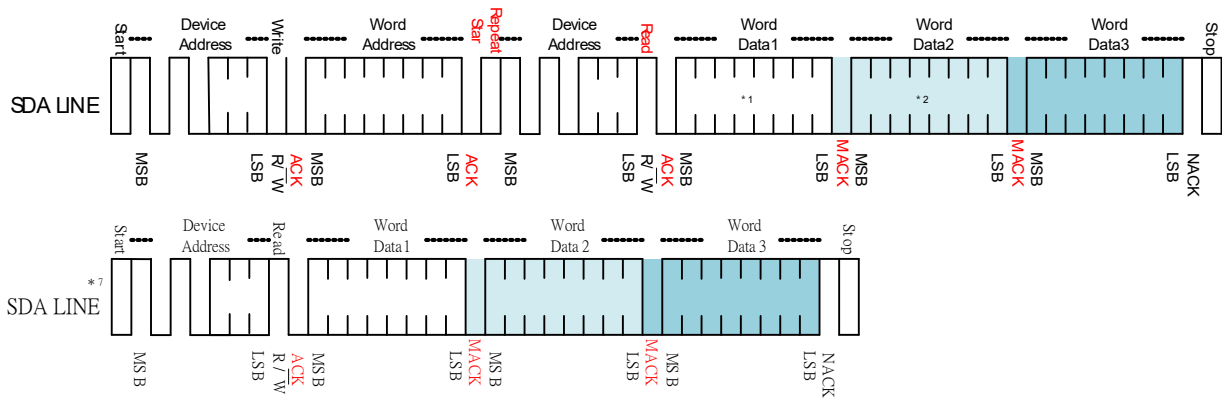 Start
Device
Address
Write
Word
Address
Repeat
Star
Device
Address
Read
Word
Data1
Word
Data2
Word
Data3
Stop
SDA LINE
*1
*2
MSB
LSB
R/W
ACK
MSB
LSB
ACK
MSB
LSB
R/W
ACK
MSB
LSB
MACK
MSB
LSB
MACK
MSB
LSB
NACK
Start
Device
Address
Read
Word
Data 1
Word
Data 2
Word
Data 3
Stop
*7
SDA LINE
MSB
LSB
R/W
ACK
MSB
LSB
MACK
MSB
LSB
MACK
MSB
LSB
NACK